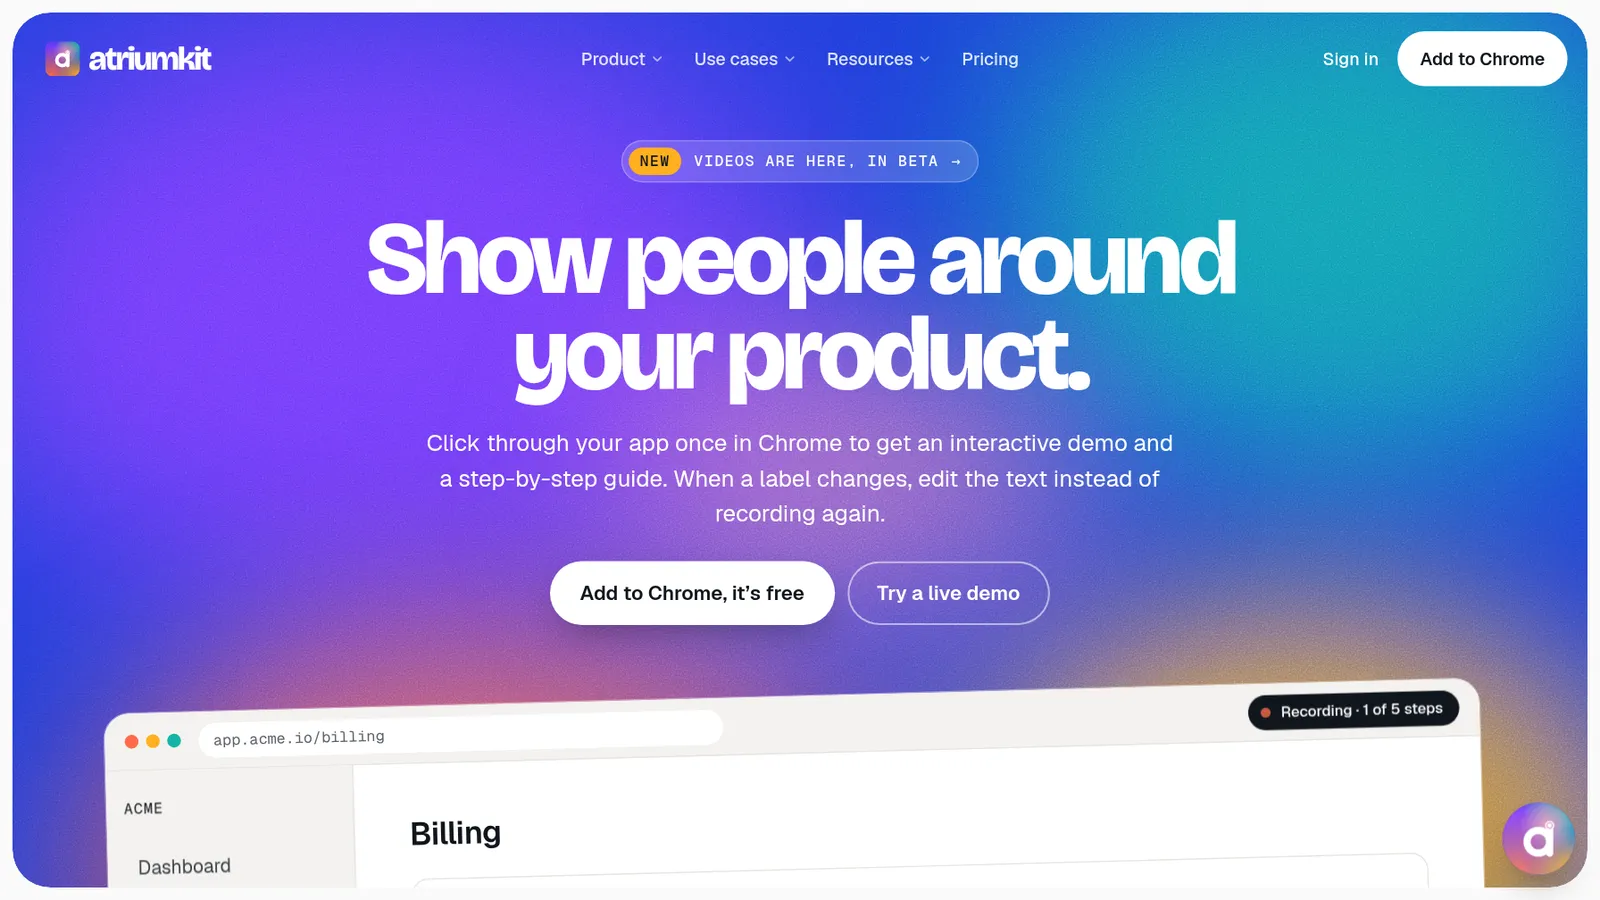 atriumkit
Product
Use cases
Resources
Pricing
Sign in
Add to Chrome
NEW VIDEOS ARE HERE, IN BETA →
Show people around
your product.
Click through your app once in Chrome to get an interactive demo and
a step-by-step guide. When a label changes, edit the text instead of
recording again.
Add to Chrome, it’s free
Try a live demo
app.acme.io/billing
Recording · 1 of 5 steps
ACME
Billing
Dashboard